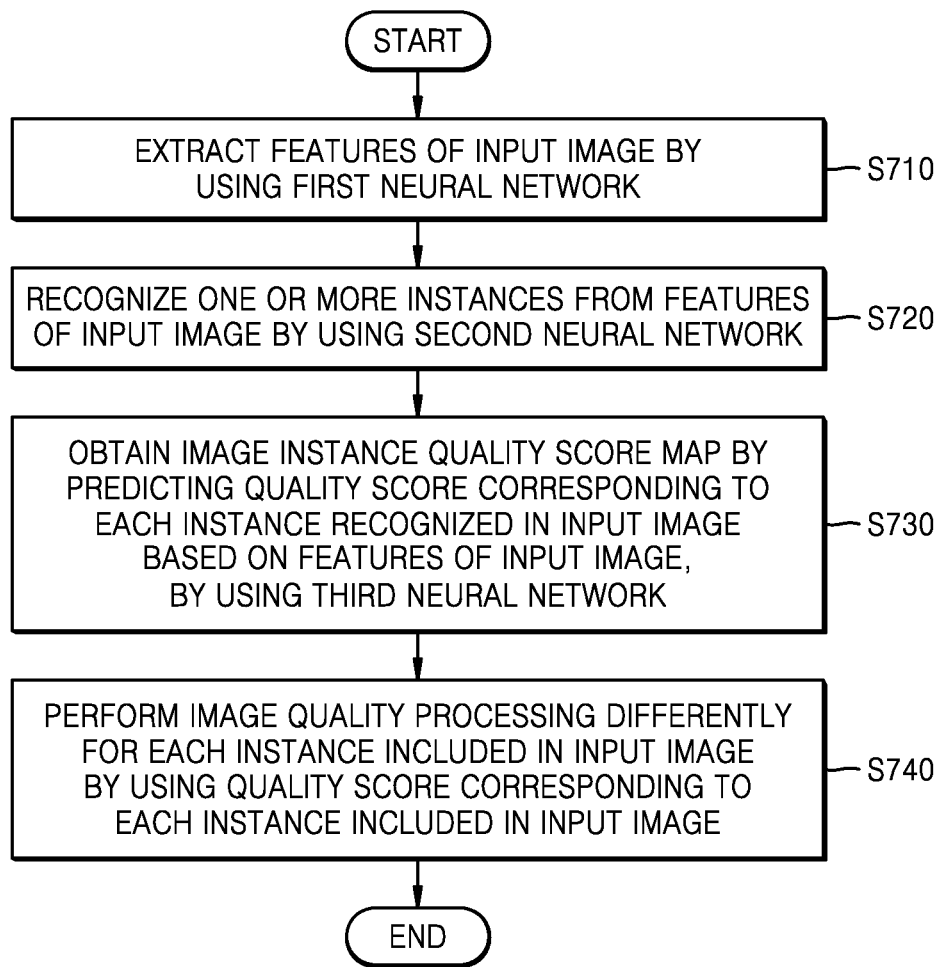 START
EXTRACT FEATURES OF INPUT IMAGE BY
USING FIRST NEURAL NETWORK
S710
RECOGNIZE ONE OR MORE INSTANCES FROM FEATURES
OF INPUT IMAGE BY USING SECOND NEURAL NETWORK
S720
OBTAIN IMAGE INSTANCE QUALITY SCORE MAP BY
PREDICTING QUALITY SCORE CORRESPONDING TO
EACH INSTANCE RECOGNIZED IN INPUT IMAGE
BASED ON FEATURES OF INPUT IMAGE,
BY USING THIRD NEURAL NETWORK
S730
PERFORM IMAGE QUALITY PROCESSING DIFFERENTLY
FOR EACH INSTANCE INCLUDED IN INPUT IMAGE
BY USING QUALITY SCORE CORRESPONDING TO
EACH INSTANCE INCLUDED IN INPUT IMAGE
S740
END